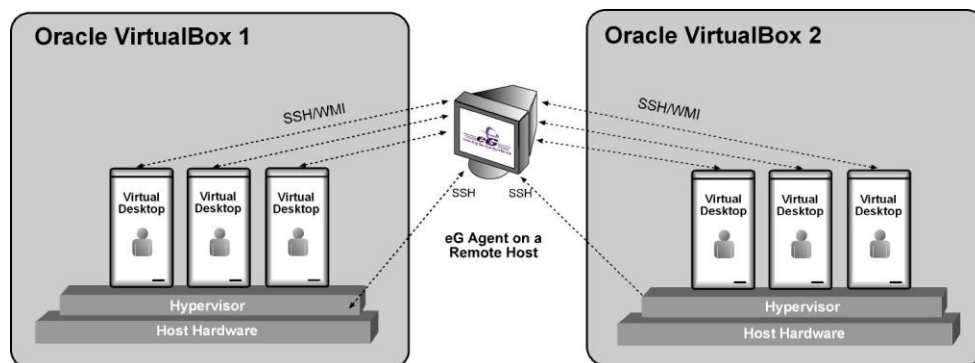 Oracle VirtualBox 1
SSH/WMI
Virtual
Desktop
Virtual
Desktop
Virtual
Desktop
Hypervisor
Host Hardware
eG
SSH
SSH
eG Agent on a
Remote Host
Oracle VirtualBox 2
SSH/WMI
Virtual
Desktop
Virtual
Desktop
Virtual
Desktop
Hypervisor
Host Hardware